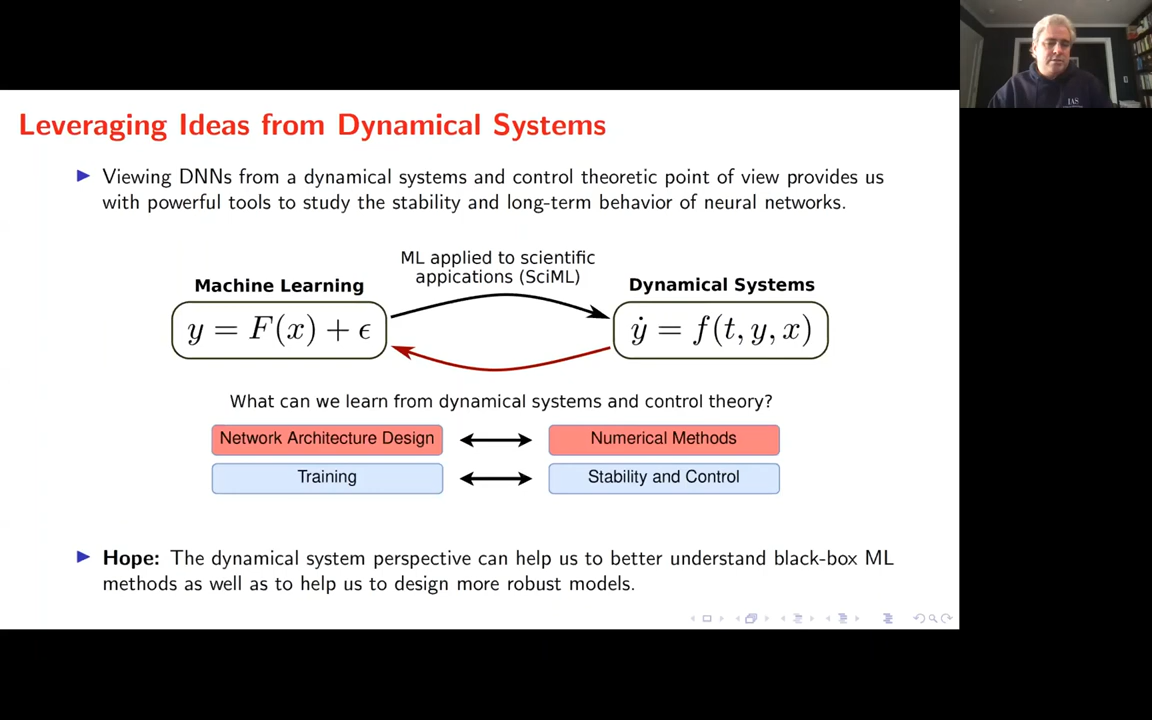 Leveraging Ideas from Dynamical Systems
Viewing DNNs from a dynamical systems and control theoretic point of view provides us
with powerful tools to study the stability and long-term behavior of neural networks.
ML applied to scientific
appications (SciML)
Machine Learning
Dynamical Systems
y = F(x) + ϵ
ẏ = f(t, y, x)
What can we learn from dynamical systems and control theory?
Network Architecture Design
Numerical Methods
Training
Stability and Control
Hope: The dynamical system perspective can help us to better understand black-box ML
methods as well as to help us to design more robust models.
IAS